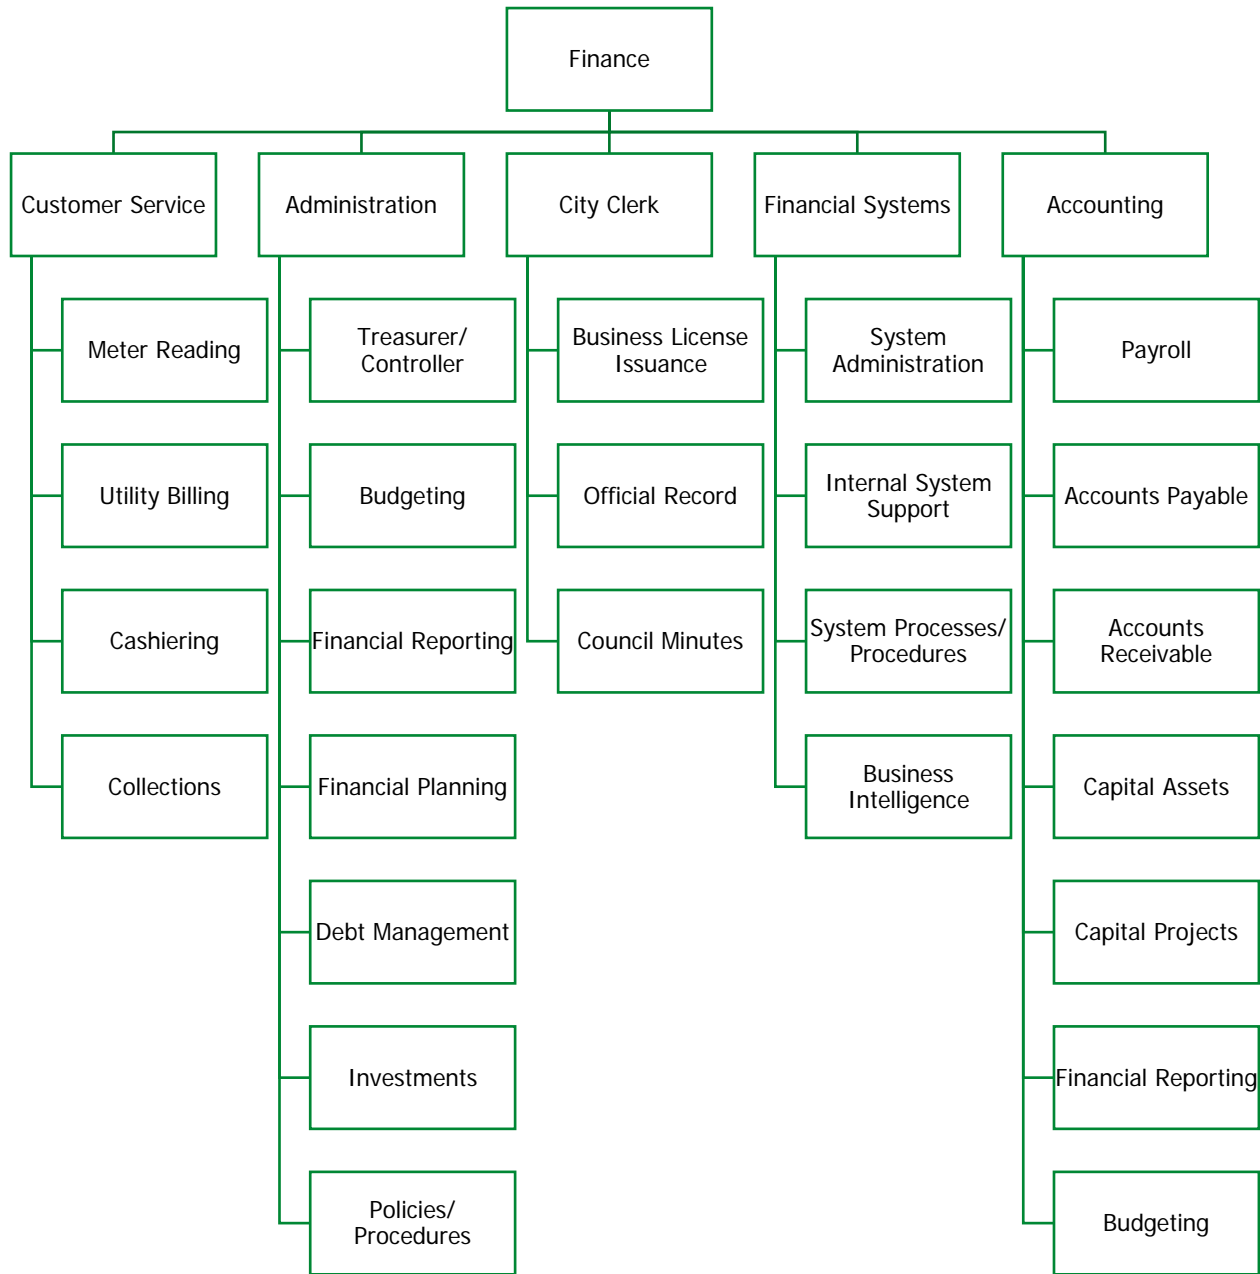 Finance
Customer Service
Administration
City Clerk
Financial Systems
Accounting
Meter Reading
Treasurer/
Controller
Business License
Issuance
System
Administration
Payroll
Utility Billing
Budgeting
Official Record
Internal System
Support
Accounts Payable
Cashiering
Financial Reporting
Council Minutes
System Processes/
Procedures
Accounts
Receivable
Collections
Financial Planning
Business
Intelligence
Capital Assets
Debt Management
Capital Projects
Investments
Financial Reporting
Policies/
Procedures
Budgeting